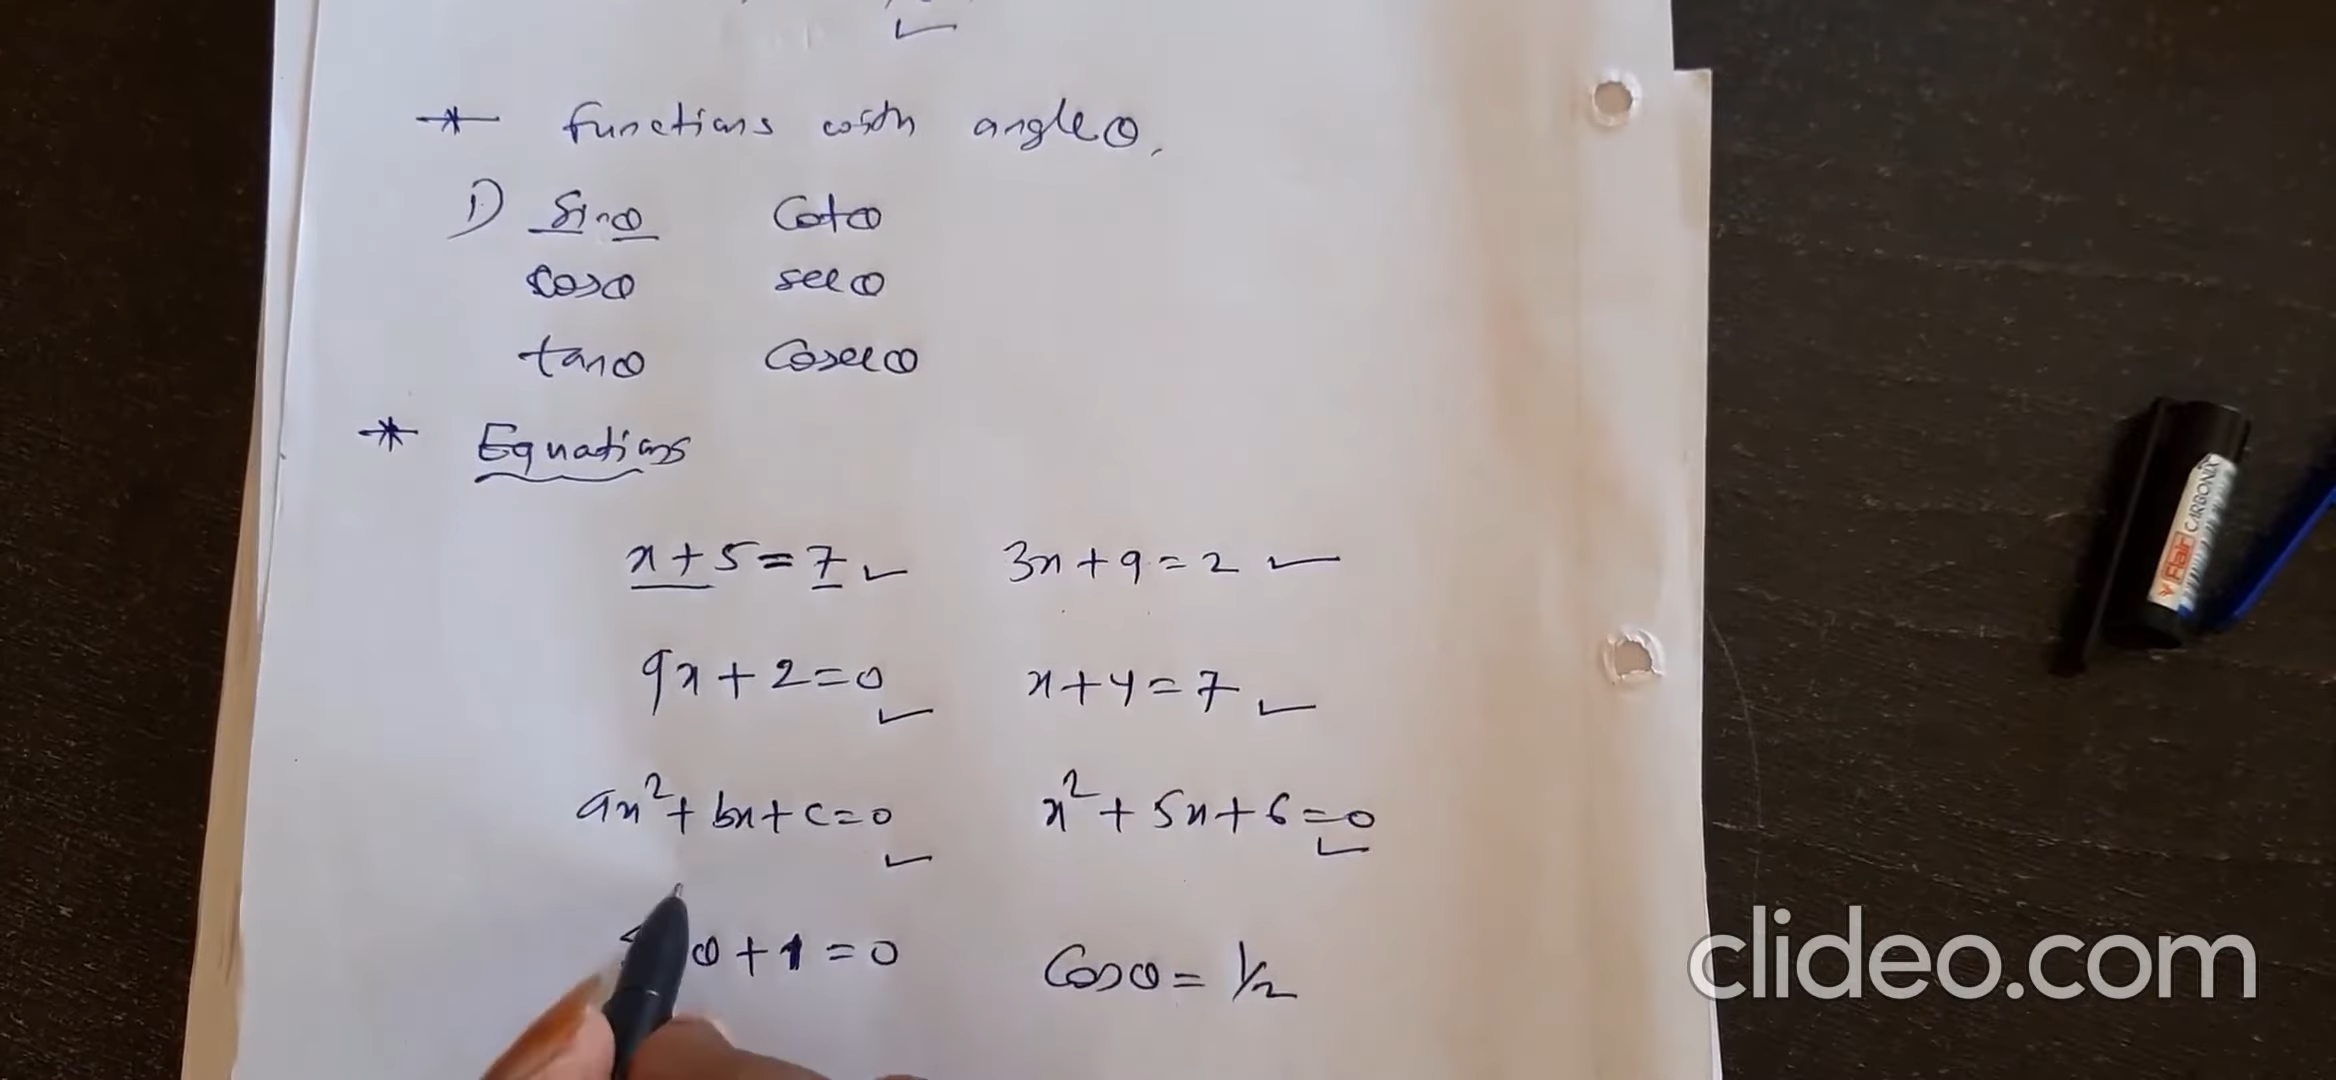 * Functions with angle θ.
1) Sinθ Cotθ
Cosθ Secθ
tanθ Cosecθ
* Equations
x+5=7 ✓ 3x+9=2 ✓
9x+2=0 ✓ x+4=7 ✓
ax²+bx+c=0 ✓ x²+5x+6=0 ✓
θ+1=0 Cosθ=1/2
Flair CARBONIX
clideo.com